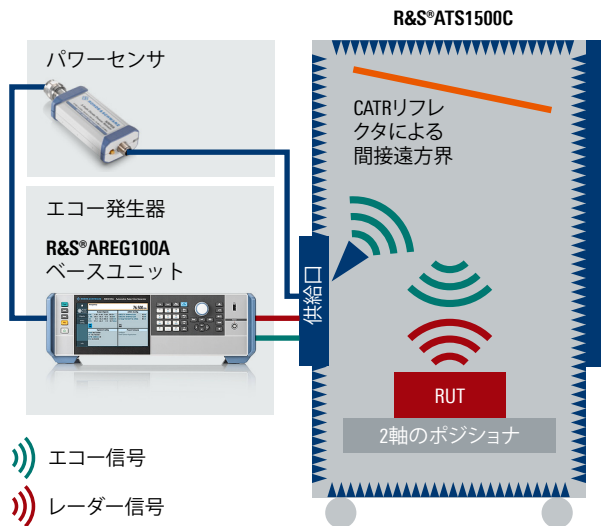 R&S®ATS1500C
パワーセンサ
CATRリフレ
クタによる
間接遠方界
エコー発生器
R&S®AREG100A
ベースユニット
供給口
RUT
2軸のポジショナ
エコー信号
レーダー信号